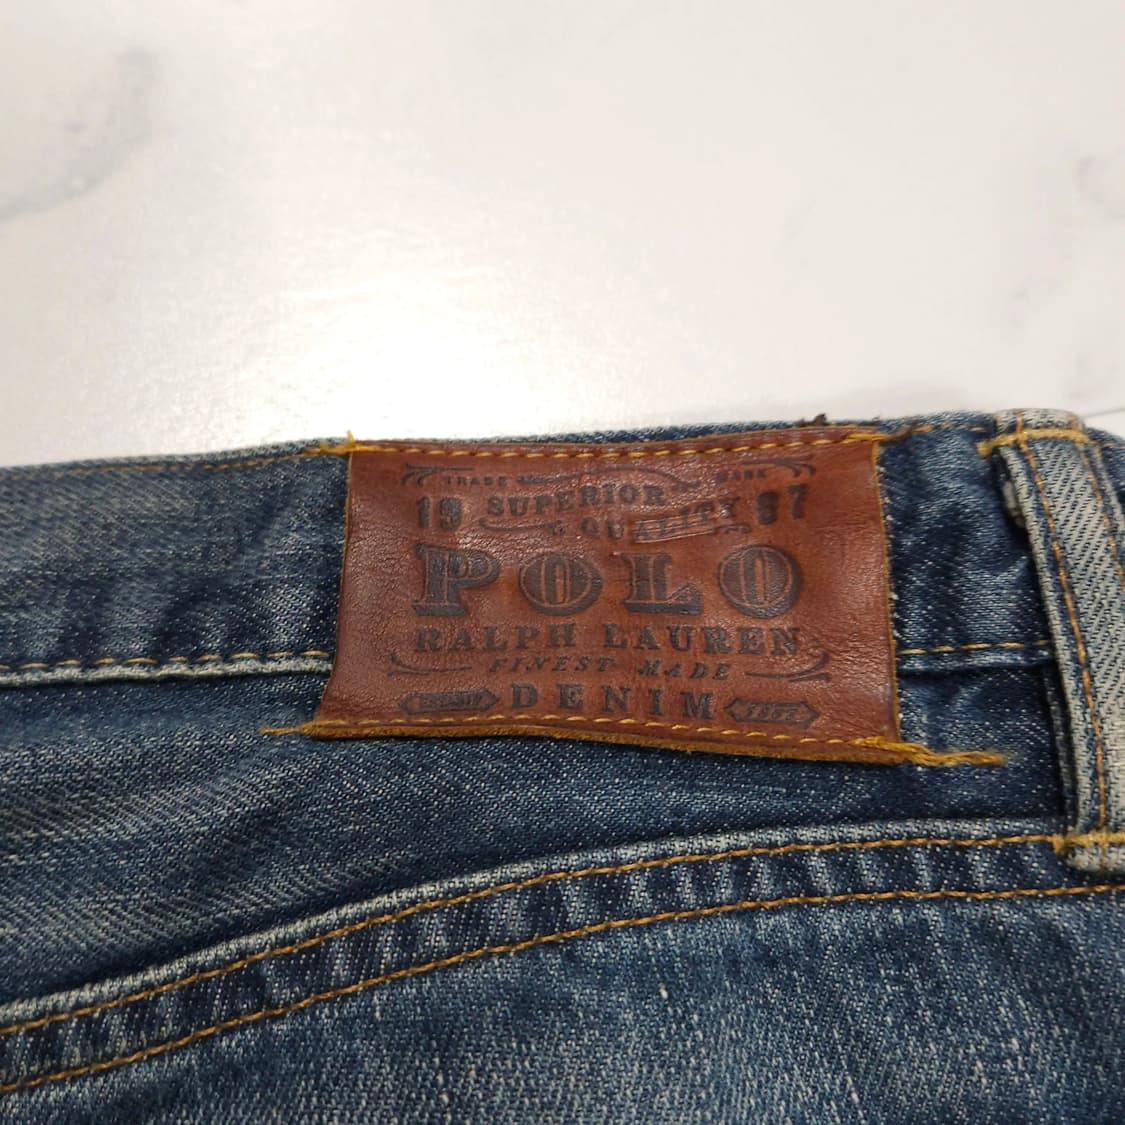 TRADE MARK
19 SUPERIOR 67
& QUALITY
POLO
RALPH LAUREN
FINEST MADE
DENIM